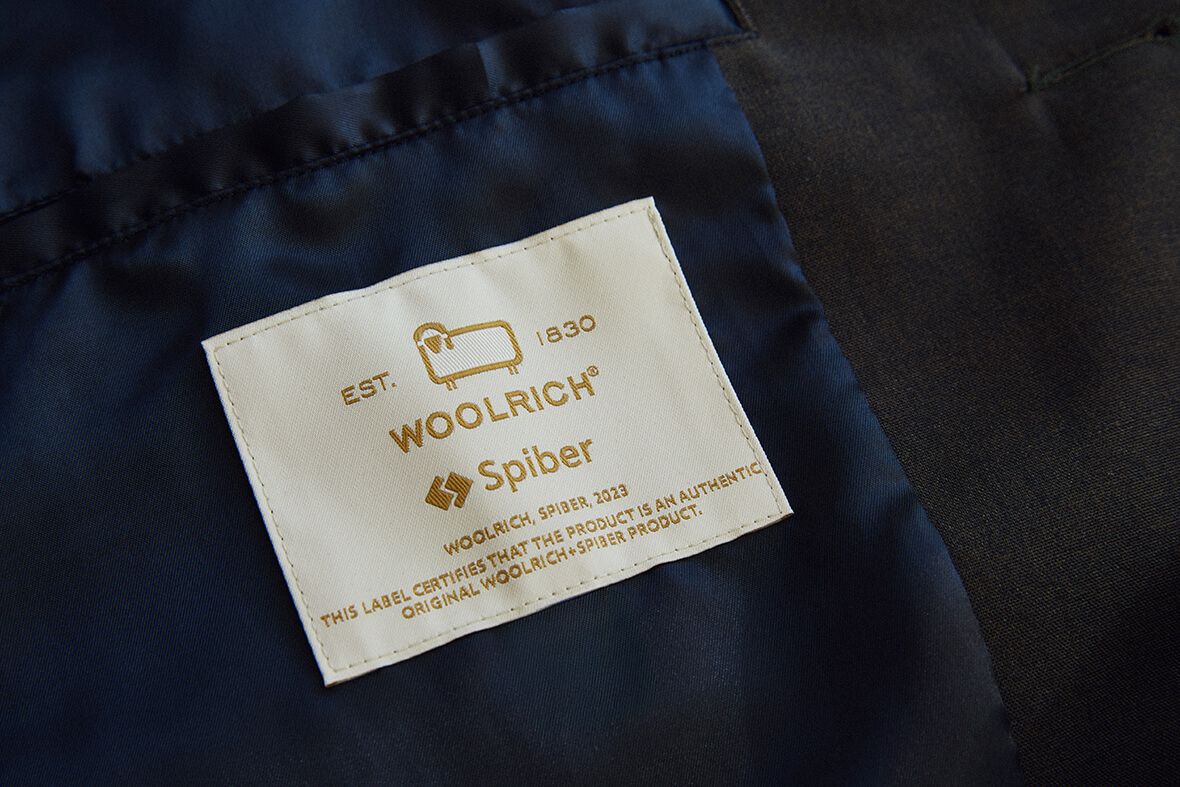 EST. 1830
WOOLRICH®
Spiber
WOOLRICH, SPIBER, 2023
THIS LABEL CERTIFIES THAT THE PRODUCT IS AN AUTHENTIC
ORIGINAL WOOLRICH+SPIBER PRODUCT.